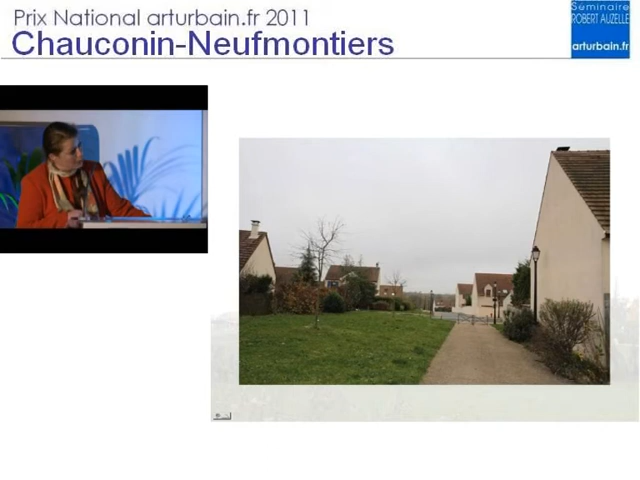 Prix National arturbain.fr 2011
Chauconin-Neufmontiers
Séminaire
ROBERT AUZELLE
arturbain.fr